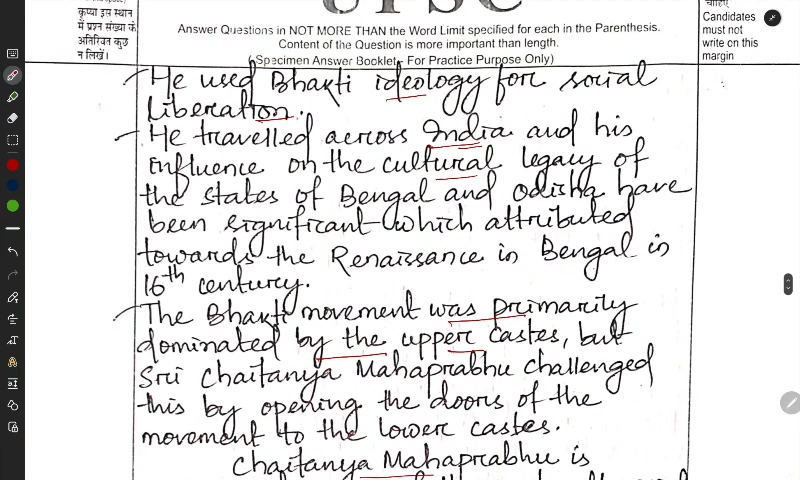 कृप्या इस स्थान
में प्रश्न संख्या के
अतिरिक्त कुछ
न लिखें।
UPSC
Answer Questions in NOT MORE THAN the Word Limit specified for each in the Parenthesis.
Content of the Question is more important than length.
(Specimen Answer Booklet- For Practice Purpose Only)
चाहिए
Candidates
must not
write on this
margin
He used Bhakti ideology for social
liberation.
He travelled across India and his
influence on the cultural legacy of
the states of Bengal and Odisha have
been significant which attributed
towards the Renaissance in Bengal in
16th century.
The Bhakti movement was primarily
dominated by the upper castes, but
Sri Chaitanya Mahaprabhu challenged
this by opening the doors of the
movement to the lower castes.
Chaitanya Mahaprabhu is